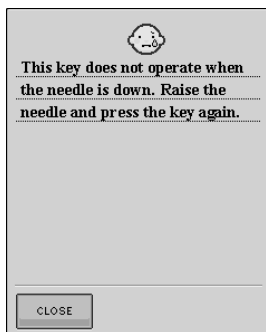 This key does not operate when
the needle is down. Raise the
needle and press the key again.
CLOSE